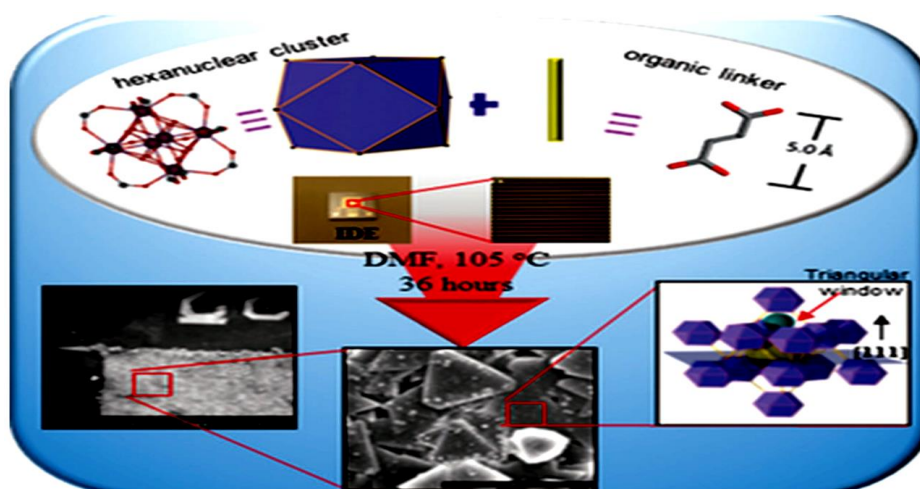 hexanuclear cluster
organic linker
5.0 Å
IDE
DMF, 105 °C
36 hours
Triangular
window
[111]